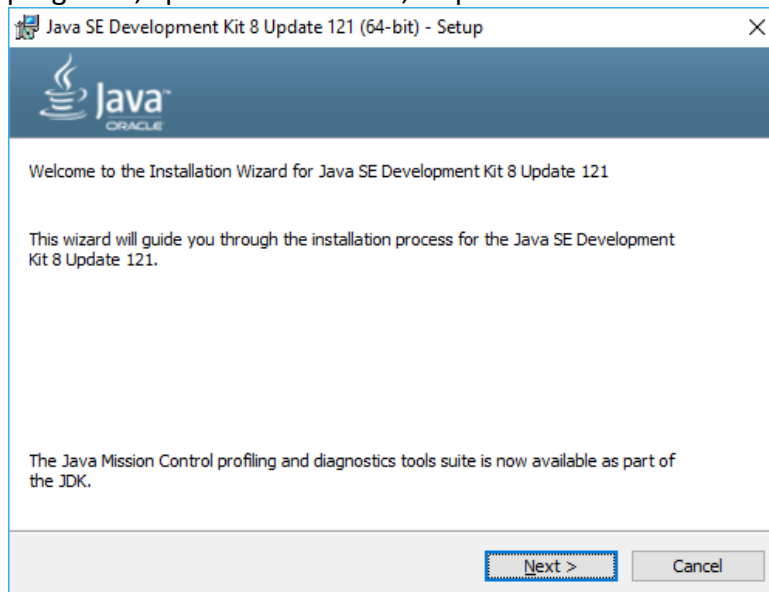 Java SE Development Kit 8 Update 121 (64-bit) - Setup
Java™
ORACLE
Welcome to the Installation Wizard for Java SE Development Kit 8 Update 121
This wizard will guide you through the installation process for the Java SE Development
Kit 8 Update 121.
The Java Mission Control profiling and diagnostics tools suite is now available as part of
the JDK.
Next > Cancel